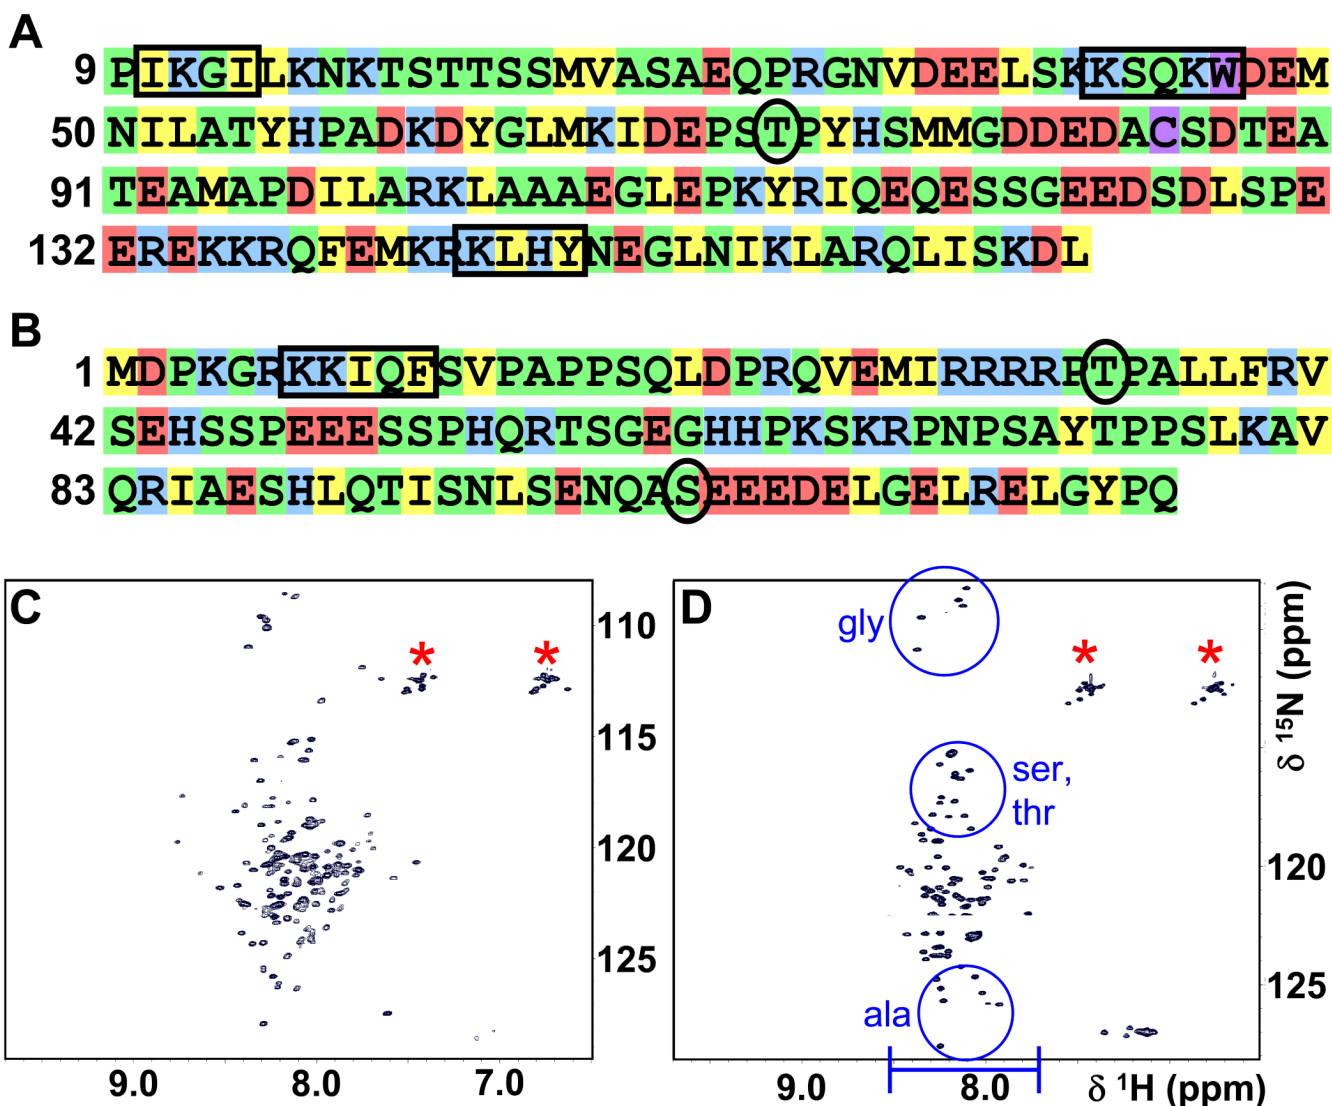 A
9 PIKGILKNKTSTTSSMVASAEQPRGNVDEELSKKSQKWDEM
50 NILATYHPADKDYGLMKIDEPSTPYHSMMGDDEDACSDTEA
91 TEAMAPDILARKLAAAEGLEPKYRIQEQESSGEEDSDLSPE
132 EREKKRQFEMKRKLHYNEGLNIKLARQLISKDL
B
1 MDPKGRKKIQFSVPAPPSQLDPRQVEMIRRRRPTPALLFRV
42 SEHSSPEEESSPHQRTSGEGHHPKSKRPNPSAYTPPSLKAV
83 QRIAESHLQTISNLSENQASEEEDELGELRELGYPQ
C
110
115
120
125
9.0 8.0 7.0
D
gly
* *
* *
ser,
thr
ala
120
125
δ 15N (ppm)
9.0 8.0 δ 1H (ppm)